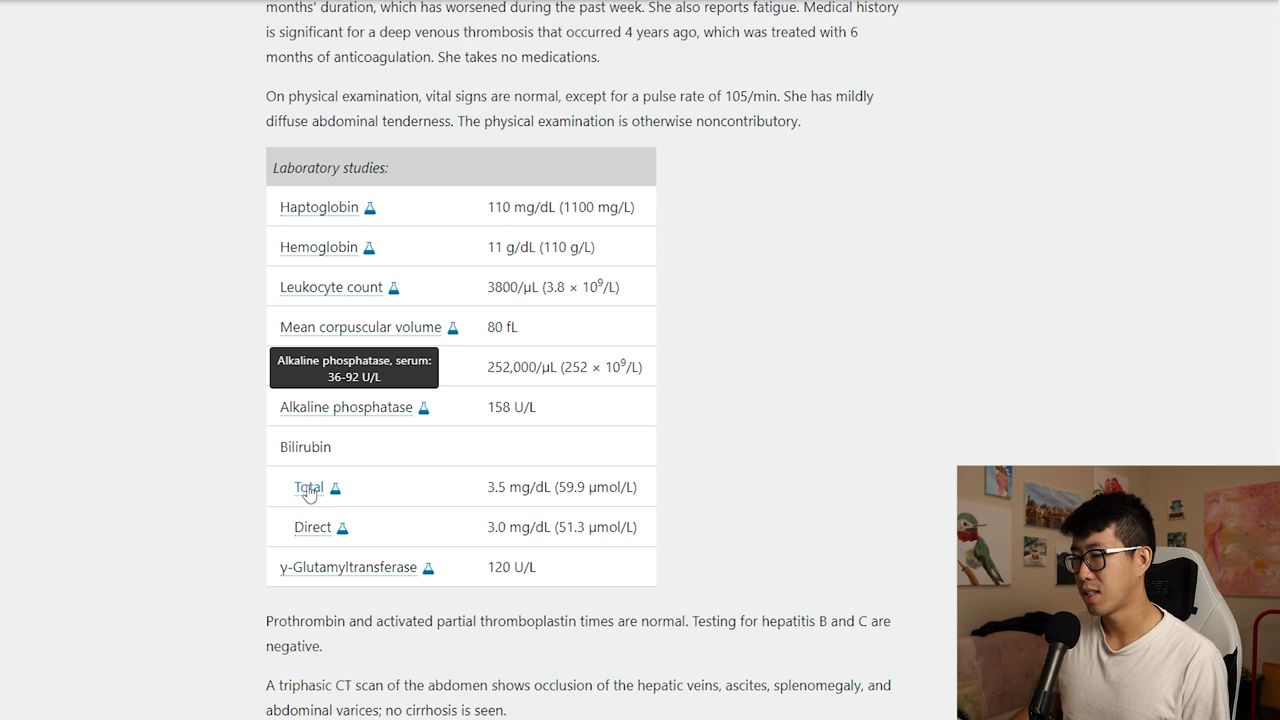 months' duration, which has worsened during the past week. She also reports fatigue. Medical history
is significant for a deep venous thrombosis that occurred 4 years ago, which was treated with 6
months of anticoagulation. She takes no medications.
On physical examination, vital signs are normal, except for a pulse rate of 105/min. She has mildly
diffuse abdominal tenderness. The physical examination is otherwise noncontributory.
Laboratory studies:
Haptoglobin 110 mg/dL (1100 mg/L)
Hemoglobin 11 g/dL (110 g/L)
Leukocyte count 3800/μL (3.8 × 10⁹/L)
Mean corpuscular volume 80 fL
Alkaline phosphatase, serum:
36-92 U/L
252,000/μL (252 × 10⁹/L)
Alkaline phosphatase 158 U/L
Bilirubin
Total 3.5 mg/dL (59.9 μmol/L)
Direct 3.0 mg/dL (51.3 μmol/L)
γ-Glutamyltransferase 120 U/L
Prothrombin and activated partial thromboplastin times are normal. Testing for hepatitis B and C are
negative.
A triphasic CT scan of the abdomen shows occlusion of the hepatic veins, ascites, splenomegaly, and
abdominal varices; no cirrhosis is seen.